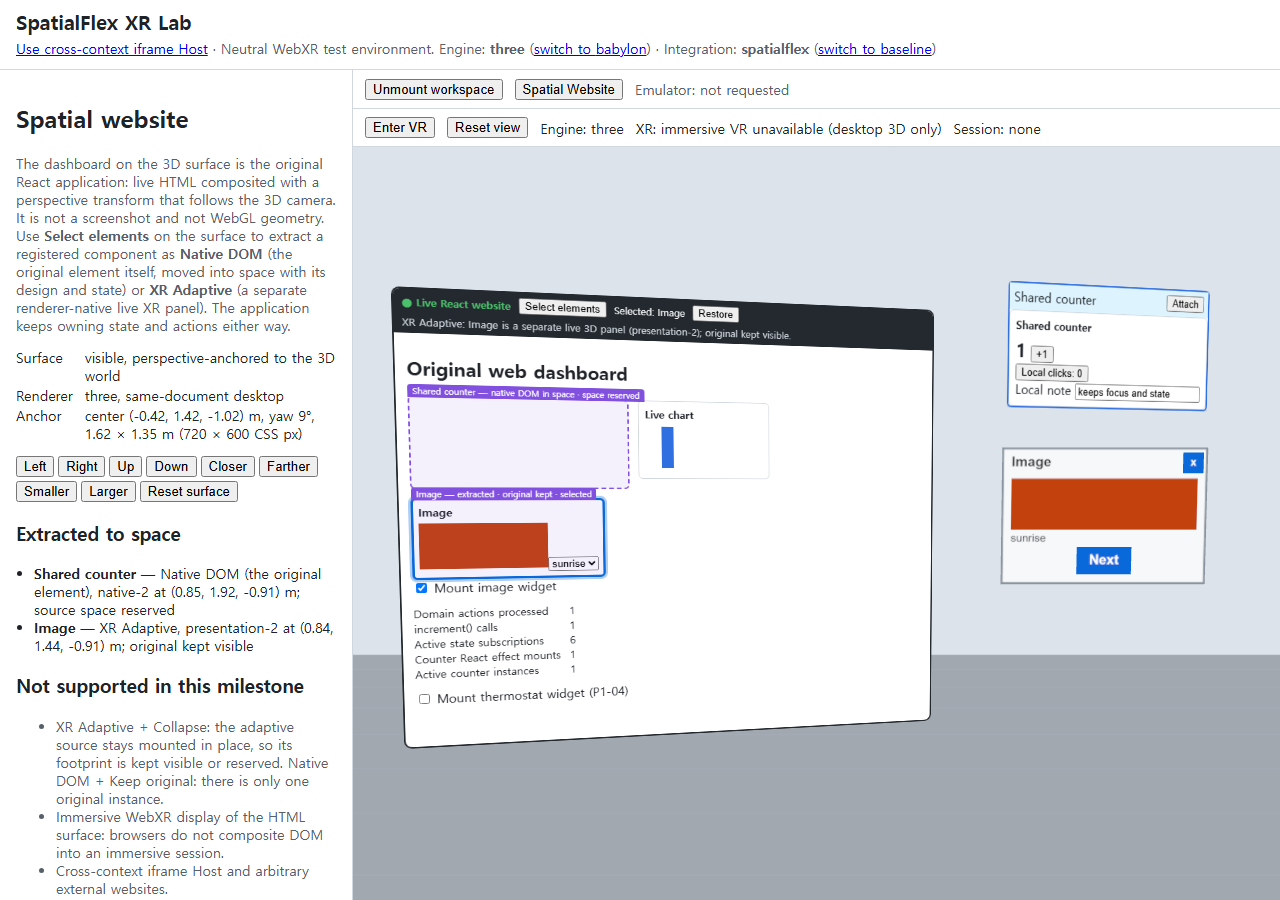 SpatialFlex XR Lab
Use cross-context iframe Host · Neutral WebXR test environment. Engine: three (switch to babylon) · Integration: spatialflex (switch to baseline)
Spatial website
The dashboard on the 3D surface is the original
React application: live HTML composited with a
perspective transform that follows the 3D camera.
It is not a screenshot and not WebGL geometry.
Use Select elements on the surface to extract a
registered component as Native DOM (the
original element itself, moved into space with its
design and state) or XR Adaptive (a separate
renderer-native live XR panel). The application
keeps owning state and actions either way.
Surface visible, perspective-anchored to the 3D
world
Renderer three, same-document desktop
Anchor center (-0.42, 1.42, -1.02) m, yaw 9°,
1.62 × 1.35 m (720 × 600 CSS px)
Left Right Up Down Closer Farther
Smaller Larger Reset surface
Extracted to space
• Shared counter — Native DOM (the original
element), native-2 at (0.85, 1.92, -0.91) m;
source space reserved
• Image — XR Adaptive, presentation-2 at (0.84,
1.44, -0.91) m; original kept visible
Not supported in this milestone
• XR Adaptive + Collapse: the adaptive
source stays mounted in place, so its
footprint is kept visible or reserved. Native
DOM + Keep original: there is only one
original instance.
• Immersive WebXR display of the HTML
surface: browsers do not composite DOM
into an immersive session.
• Cross-context iframe Host and arbitrary
external websites.
Unmount workspace Spatial Website Emulator: not requested
Enter VR Reset view Engine: three XR: immersive VR unavailable (desktop 3D only) Session: none
Live React website Select elements Selected: Image Restore
XR Adaptive: Image is a separate live 3D panel (presentation-2); original kept visible.
Original web dashboard
Shared counter — native DOM in space · space reserved
Live chart
Image — extracted · original kept · selected
Image
sunrise
Mount image widget
Domain actions processed 1
increment() calls 1
Active state subscriptions 6
Counter React effect mounts 1
Active counter instances 1
Mount thermostat widget (P1-04)
Shared counter Attach
Shared counter
1 +1
Local clicks: 0
Local note keeps focus and state
Image x
sunrise
Next